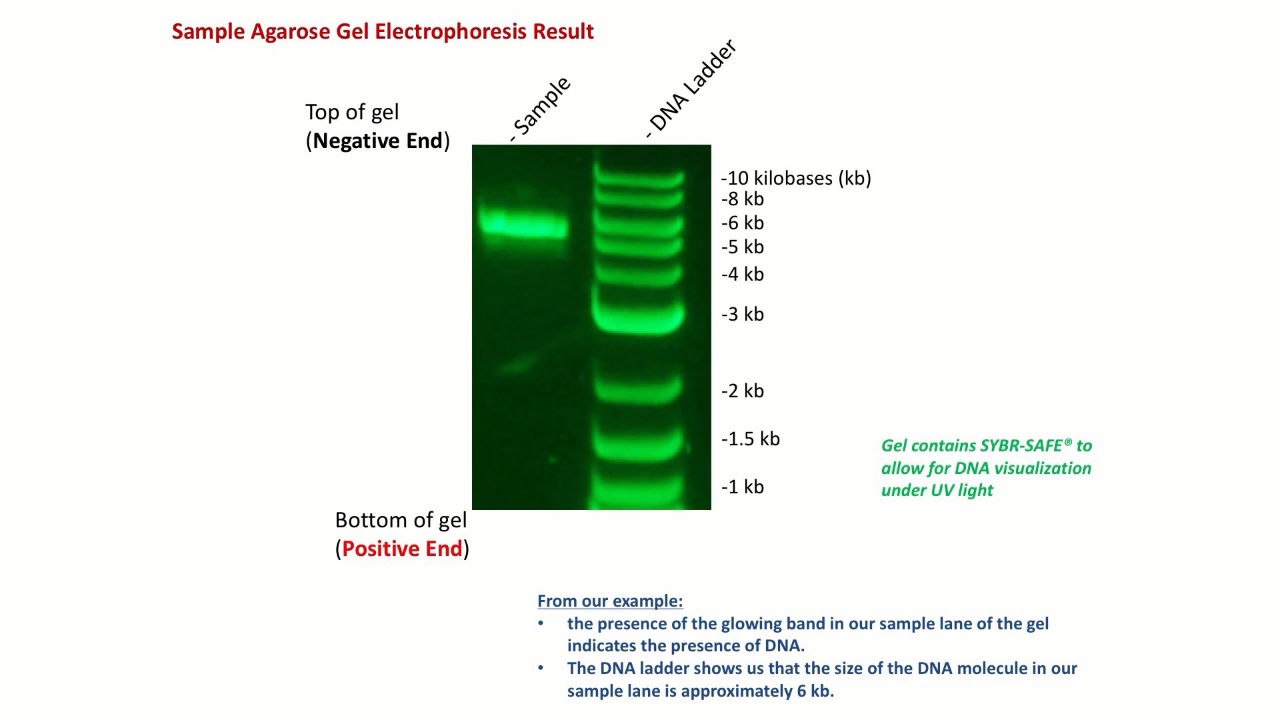 Sample Agarose Gel Electrophoresis Result
- Sample
- DNA Ladder
Top of gel
(Negative End)
-10 kilobases (kb)
-8 kb
-6 kb
-5 kb
-4 kb
-3 kb
-2 kb
-1.5 kb
-1 kb
Gel contains SYBR-SAFE® to
allow for DNA visualization
under UV light
Bottom of gel
(Positive End)
From our example:
• the presence of the glowing band in our sample lane of the gel
indicates the presence of DNA.
• The DNA ladder shows us that the size of the DNA molecule in our
sample lane is approximately 6 kb.